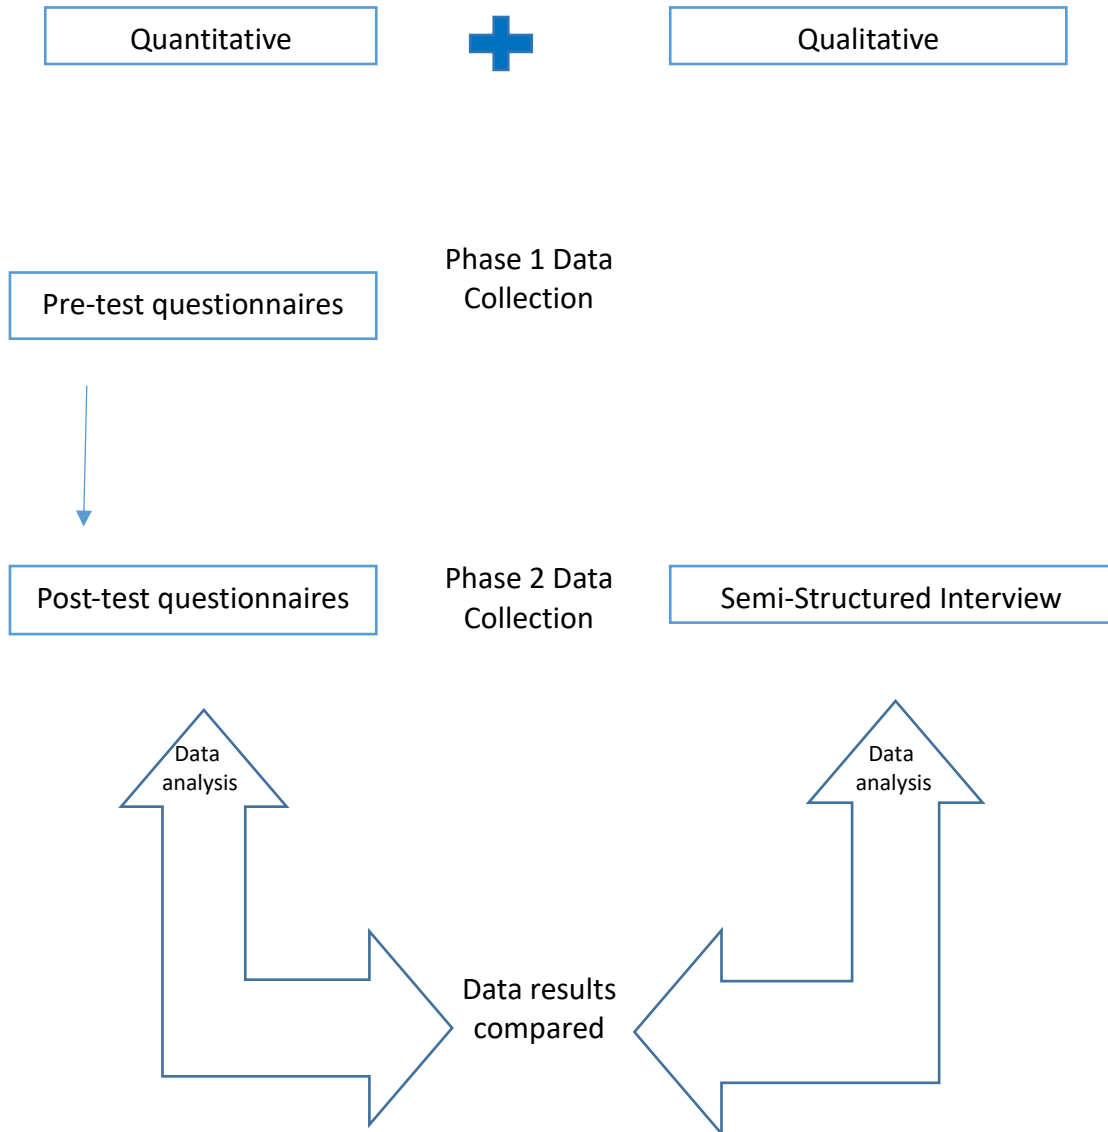 Quantitative
Qualitative
Phase 1 Data
Collection
Pre-test questionnaires
Post-test questionnaires
Phase 2 Data
Collection
Semi-Structured Interview
Data
analysis
Data
analysis
Data results
compared